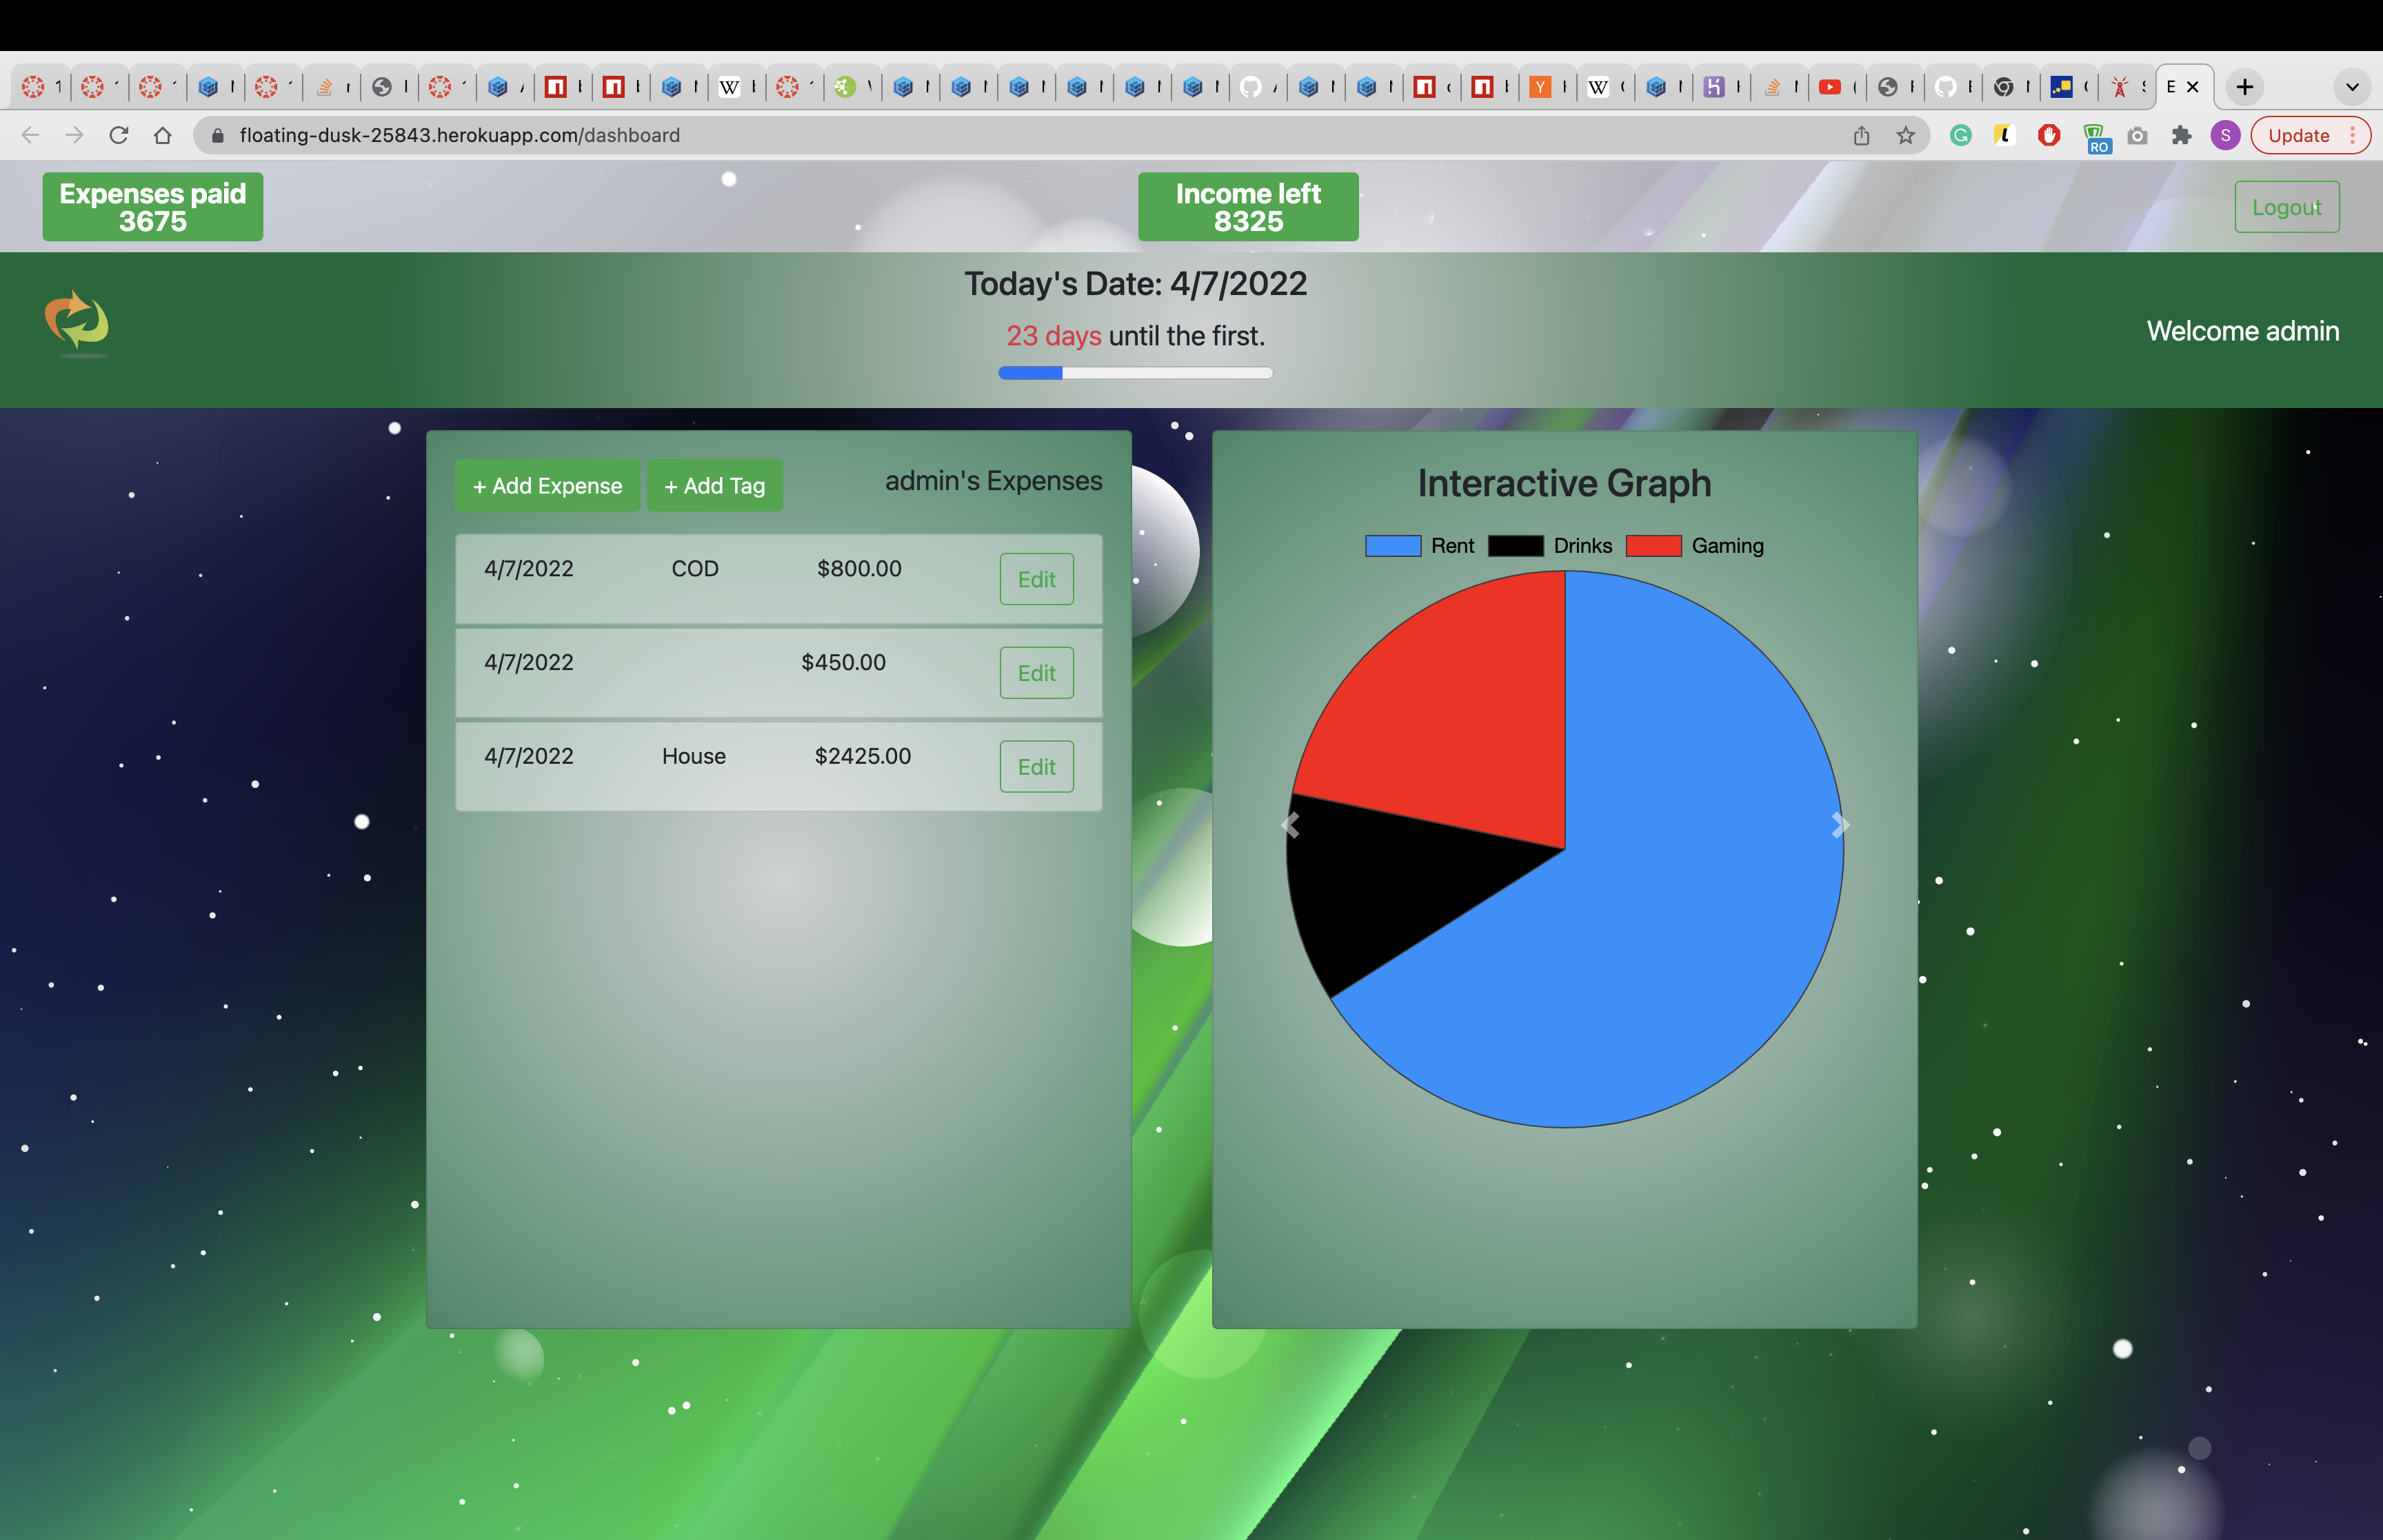 floating-dusk-25843.herokuapp.com/dashboard
RO
S
Update
Expenses paid
3675
Income left
8325
Logout
Today's Date: 4/7/2022
23 days until the first.
Welcome admin
+ Add Expense
+ Add Tag
admin's Expenses
4/7/2022 COD $800.00 Edit
4/7/2022 $450.00 Edit
4/7/2022 House $2425.00 Edit
Interactive Graph
Rent Drinks Gaming